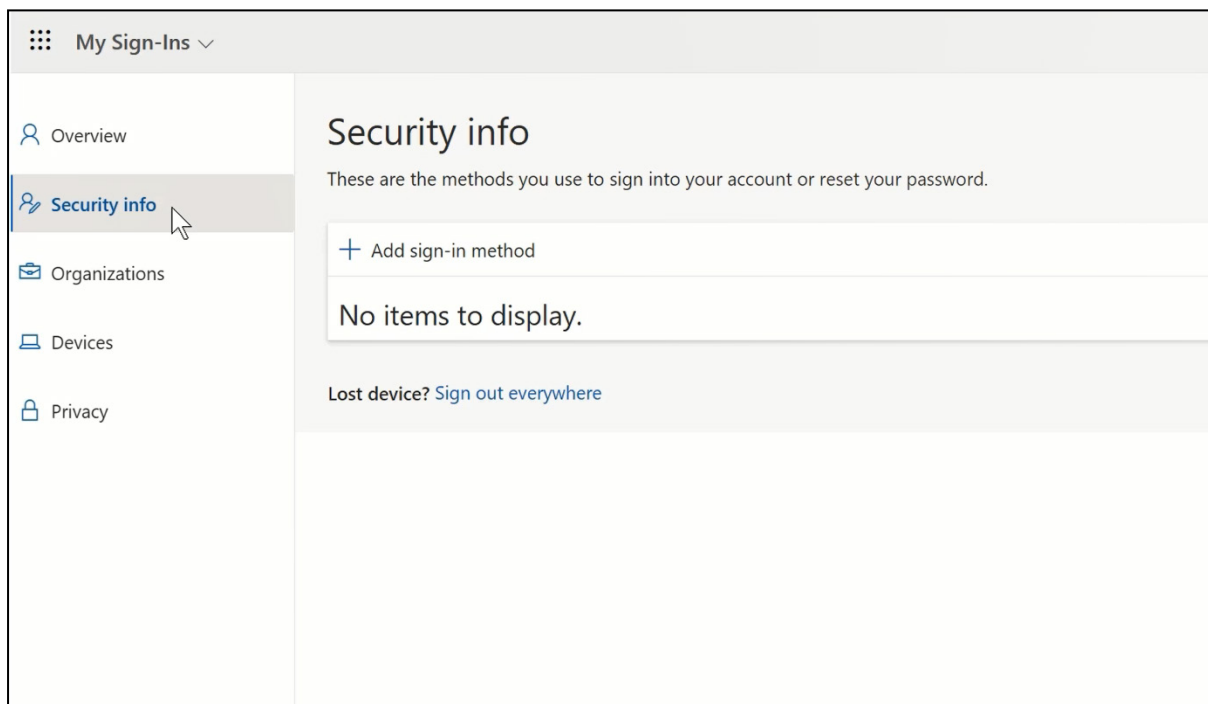 My Sign-Ins
Overview
Security info
Organizations
Devices
Privacy
Security info
These are the methods you use to sign into your account or reset your password.
Add sign-in method
No items to display.
Lost device? Sign out everywhere